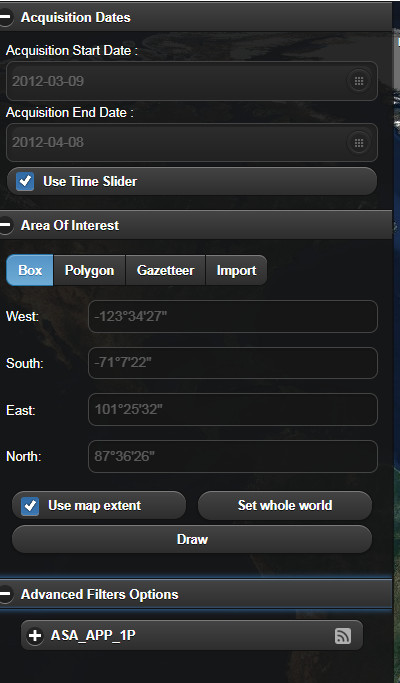 Acquisition Dates
Acquisition Start Date :
2012-03-09
Acquisition End Date :
2012-04-08
Use Time Slider
Area Of Interest
Box Polygon Gazetteer Import
West: -123°34'27"
South: -71°7'22"
East: 101°25'32"
North: 87°36'26"
Use map extent Set whole world
Draw
Advanced Filters Options
ASA_APP_1P